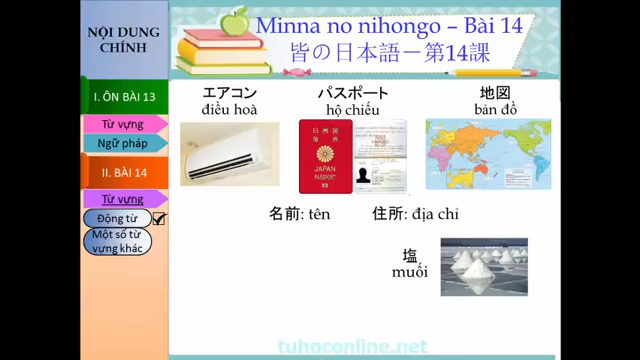 NỘI DUNG
CHÍNH
Minna no nihongo – Bài 14
皆の日本語－第14課
I. ÔN BÀI 13
Từ vựng
Ngữ pháp
II. BÀI 14
Từ vựng
Động từ
Một số từ
vựng khác
エアコン
điều hoà
パスポート
hộ chiếu
地図
bản đồ
JAPAN
PASSPORT
名前: tên
住所: địa chỉ
塩
muối
tuhoconline.net